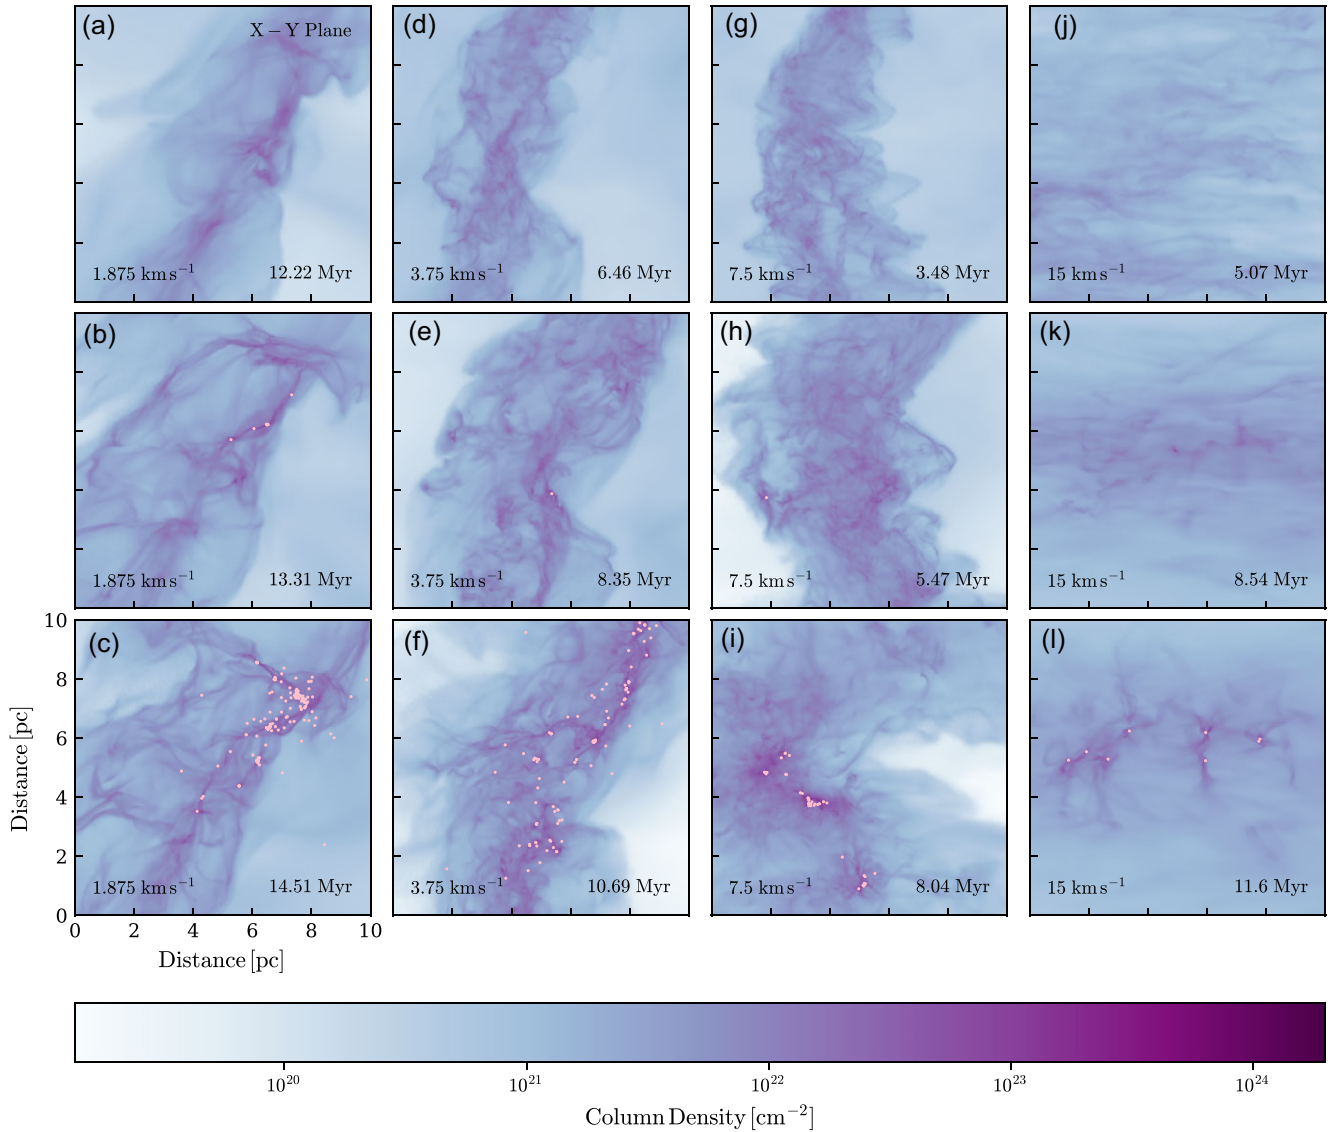 (a)
X − Y Plane
1.875 km s⁻¹
12.22 Myr
(d)
3.75 km s⁻¹
6.46 Myr
(g)
7.5 km s⁻¹
3.48 Myr
(j)
15 km s⁻¹
5.07 Myr
(b)
1.875 km s⁻¹
13.31 Myr
(e)
3.75 km s⁻¹
8.35 Myr
(h)
7.5 km s⁻¹
5.47 Myr
(k)
15 km s⁻¹
8.54 Myr
(c)
1.875 km s⁻¹
14.51 Myr
(f)
3.75 km s⁻¹
10.69 Myr
(i)
7.5 km s⁻¹
8.04 Myr
(l)
15 km s⁻¹
11.6 Myr
10
8
6
4
2
0
Distance [pc]
0 2 4 6 8 10
Distance [pc]
10²⁰ 10²¹ 10²² 10²³ 10²⁴
Column Density [cm⁻²]